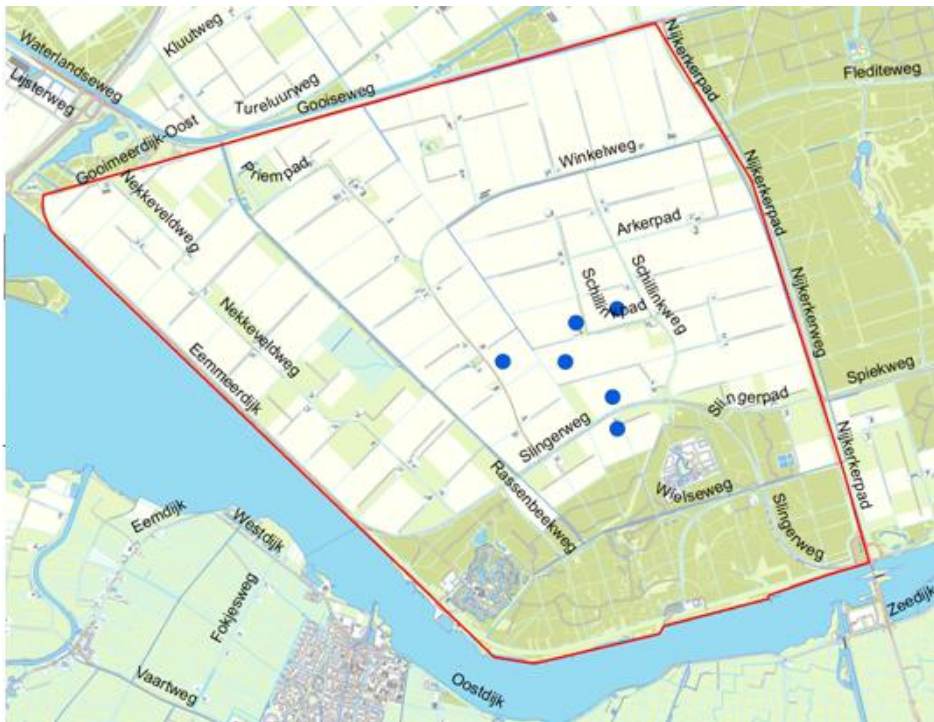 Kluutweg
Waterlandseweg
Lijsterweg
Tureluurweg
Gooiseweg
Nijkerkerpad
Flediteweg
Gooimeerdijk-Oost
Priempad
Winkelweg
Nekkeveldweg
Nijkerkerpad
Arkerpad
Schillinkweg
Schillinkpad
Nekkeveldweg
Nijkerkerweg
Eemmeerdijk
Spiekweg
Slingerpad
Slingerweg
Nijkerkerpad
Rassenbeekweg
Wielseweg
Slingerweg
Eemdijk
Westdijk
Fokjesweg
Zeedijk
Vaartweg
Oostdijk